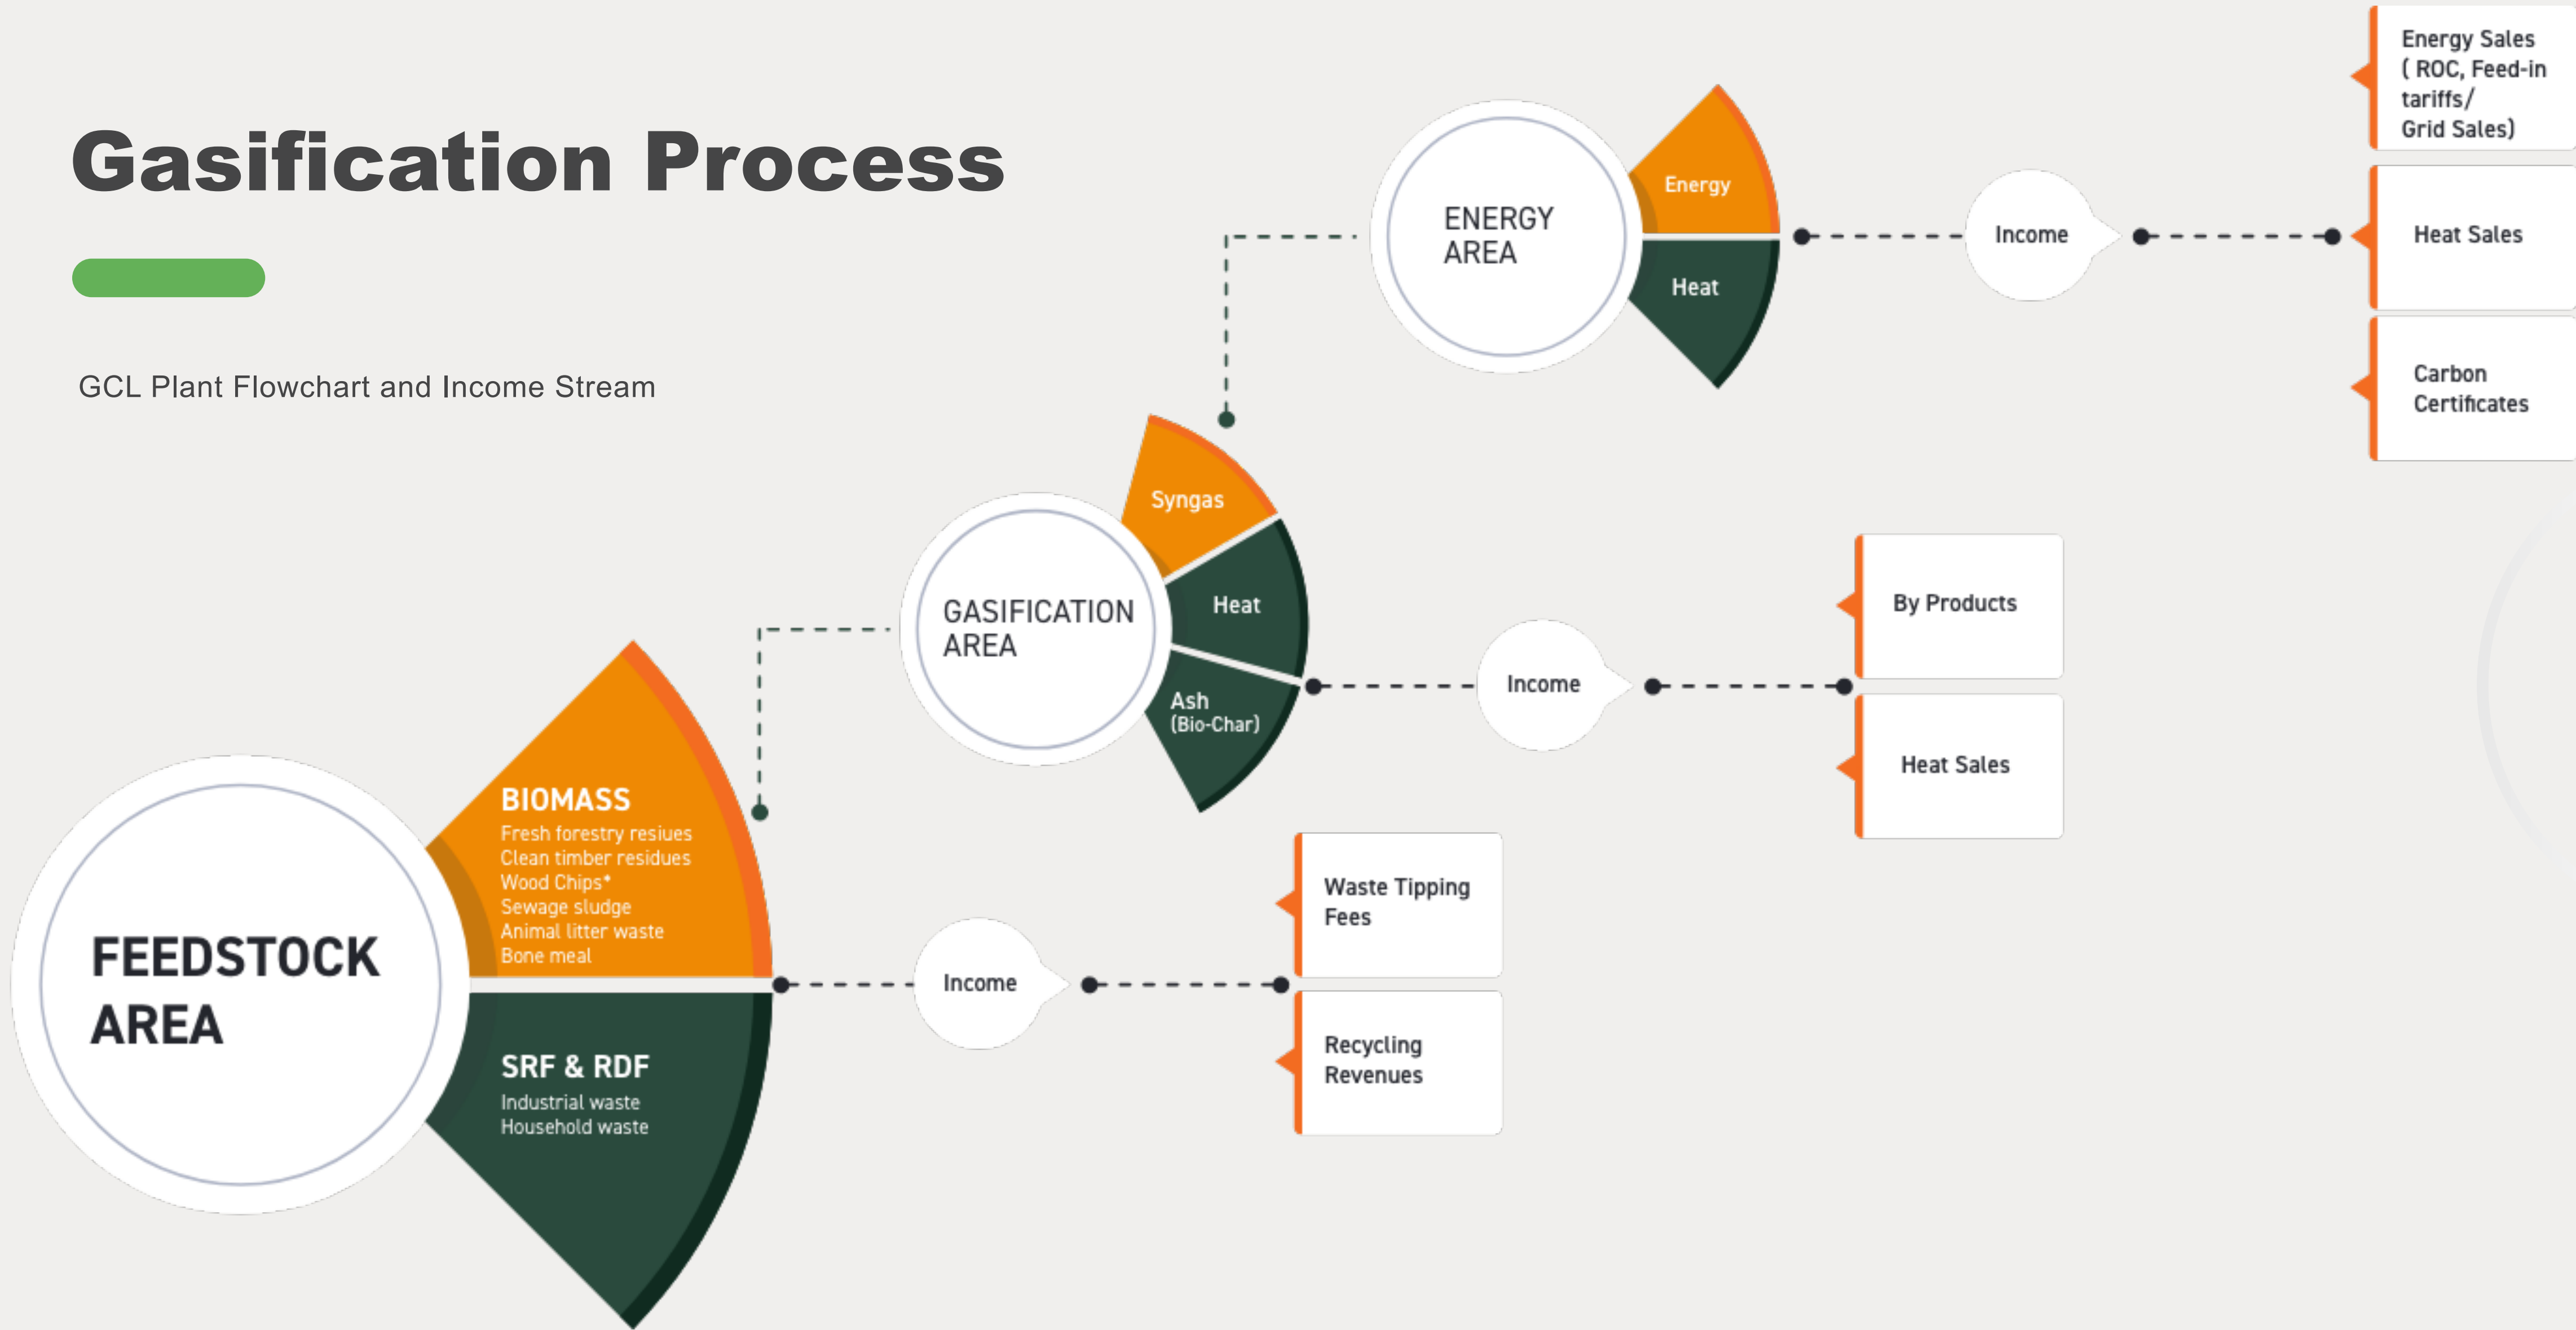 Gasification Process
GCL Plant Flowchart and Income Stream
FEEDSTOCK
AREA
BIOMASS
Fresh forestry resiues
Clean timber residues
Wood Chips*
Sewage sludge
Animal litter waste
Bone meal
SRF & RDF
Industrial waste
Household waste
Income
Waste Tipping
Fees
Recycling
Revenues
GASIFICATION
AREA
Syngas
Heat
Ash
(Bio-Char)
Income
By Products
Heat Sales
ENERGY
AREA
Energy
Heat
Income
Energy Sales
( ROC, Feed-in
tariffs/
Grid Sales)
Heat Sales
Carbon
Certificates